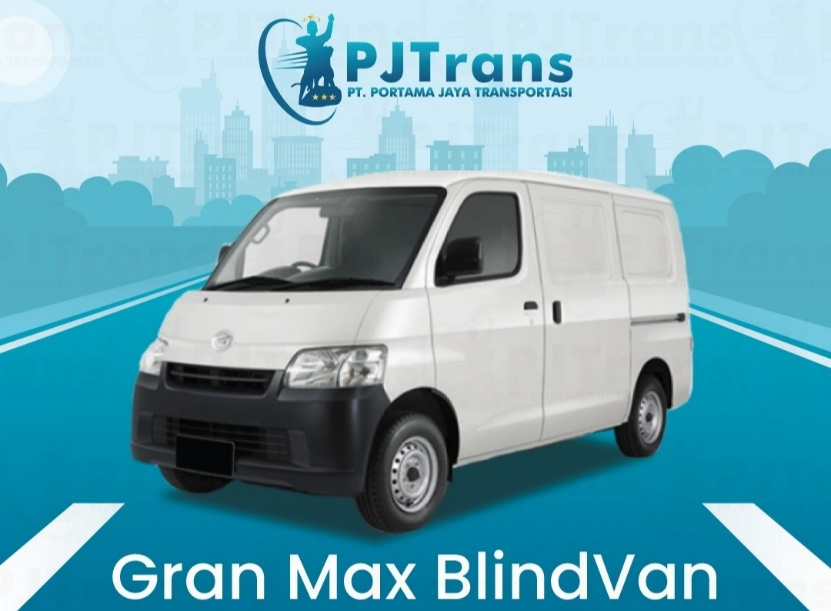 PJTrans
PT. PORTAMA JAYA TRANSPORTASI
Gran Max BlindVan